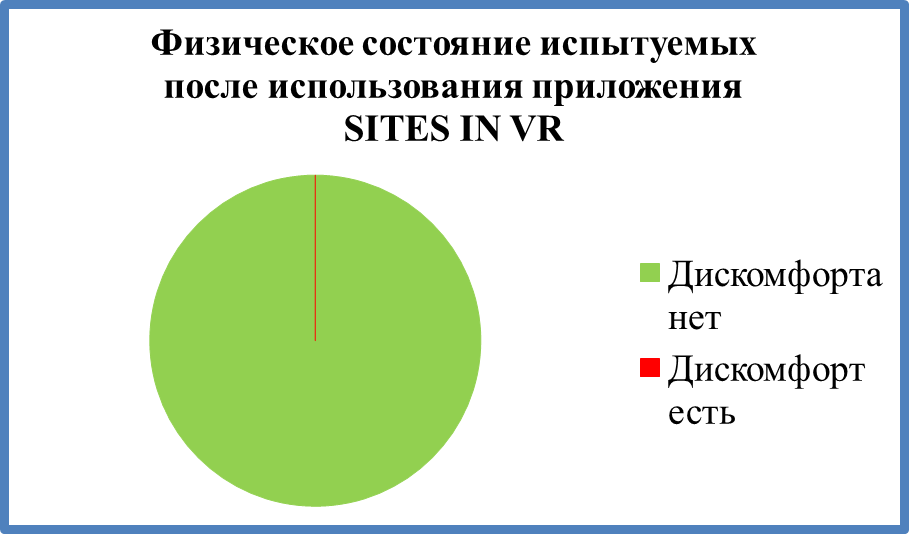 Физическое состояние испытуемых
после использования приложения
SITES IN VR
Дискомфорта
нет
Дискомфорт
есть